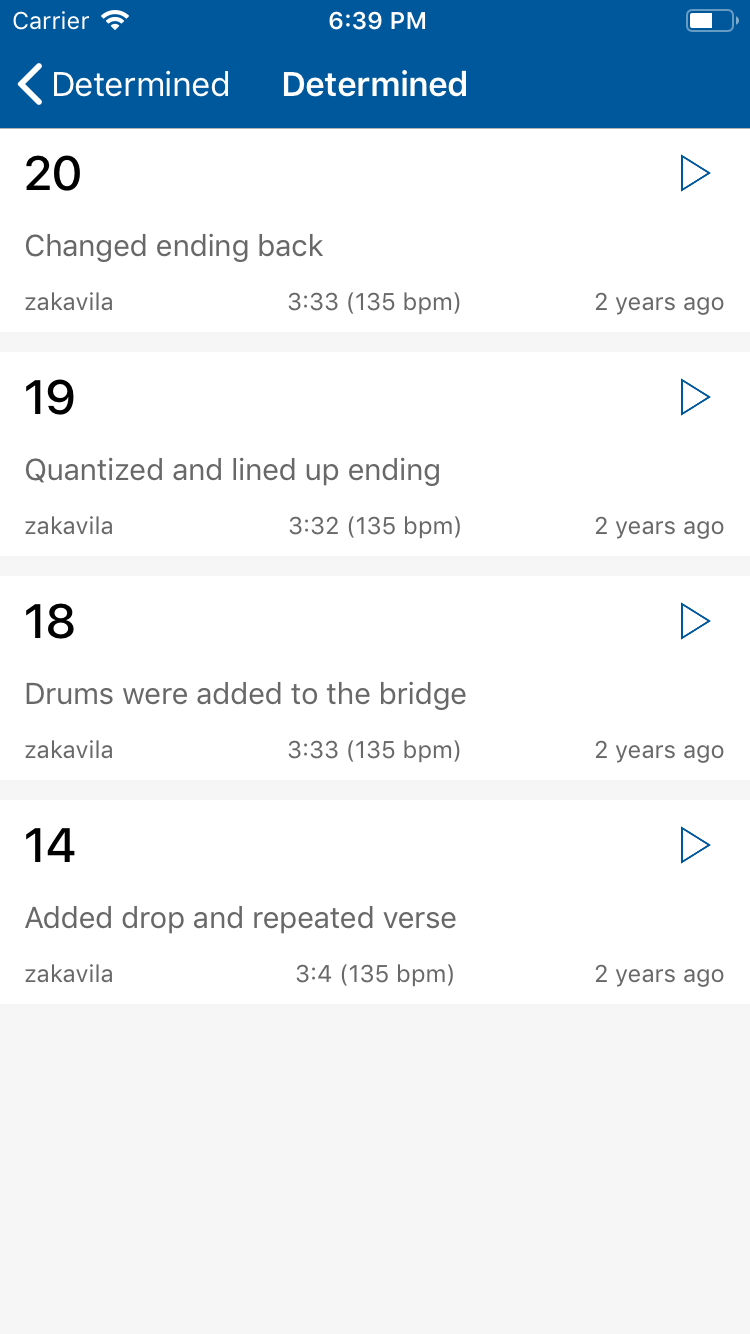 Carrier 6:39 PM
Determined Determined
20
Changed ending back
zakavila 3:33 (135 bpm) 2 years ago
19
Quantized and lined up ending
zakavila 3:32 (135 bpm) 2 years ago
18
Drums were added to the bridge
zakavila 3:33 (135 bpm) 2 years ago
14
Added drop and repeated verse
zakavila 3:4 (135 bpm) 2 years ago